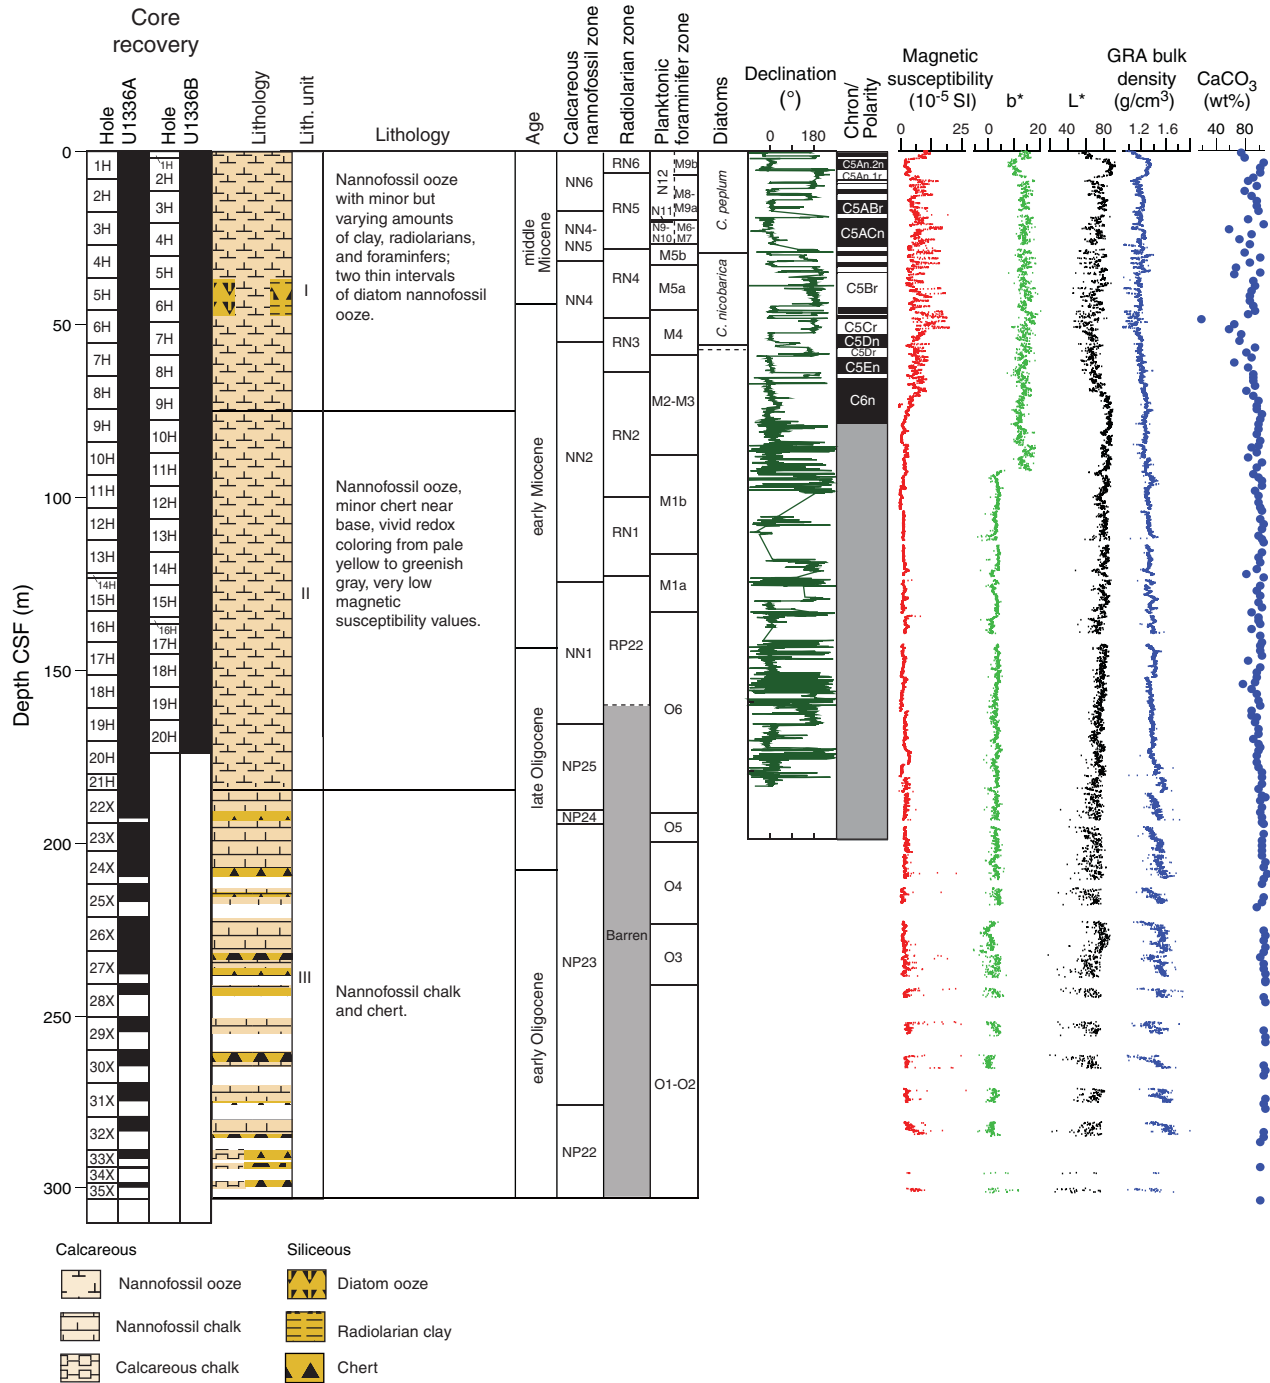 Core
recovery
Hole
U1336A
Hole
U1336B
Lithology
Lith. unit
Lithology
Age
Calcareous
nannofossil zone
Radiolarian zone
Planktonic
foraminifer zone
Diatoms
Declination
(°)
0 180
Chron/
Polarity
Magnetic
susceptibility
(10-5 SI)
0 25
b*
0 20
L*
40 80
GRA bulk
density
(g/cm3)
1.2 1.6
CaCO3
(wt%)
40 80
Depth CSF (m)
0
50
100
150
200
250
300
1H
2H
3H
4H
5H
6H
7H
8H
9H
10H
11H
12H
13H
14H
15H
16H
17H
18H
19H
20H
21H
22X
23X
24X
25X
26X
27X
28X
29X
30X
31X
32X
33X
34X
35X
1H
2H
3H
4H
5H
6H
7H
8H
9H
10H
11H
12H
13H
14H
15H
16H
17H
18H
19H
20H
I
II
III
Nannofossil ooze
with minor but
varying amounts
of clay, radiolarians,
and foraminfers;
two thin intervals
of diatom nannofossil
ooze.
Nannofossil ooze,
minor chert near
base, vivid redox
coloring from pale
yellow to greenish
gray, very low
magnetic
susceptibility values.
Nannofossil chalk
and chert.
middle
Miocene
early Miocene
late Oligocene
early Oligocene
NN6
NN4-
NN5
NN4
NN2
NN1
NP25
NP24
NP23
NP22
RN6
RN5
RN4
RN3
RN2
RN1
RP22
Barren
N12
N11
N9-
N10
M9b
M8-
M9a
M6-
M7
M5b
M5a
M4
M2-M3
M1b
M1a
O6
O5
O4
O3
O1-O2
C. peplum
C. nicobarica
C5An.2n
C5An.1r
C5ABr
C5ACn
C5Br
C5Cr
C5Dn
C5Dr
C5En
C6n
Calcareous
Nannofossil ooze
Nannofossil chalk
Calcareous chalk
Siliceous
Diatom ooze
Radiolarian clay
Chert